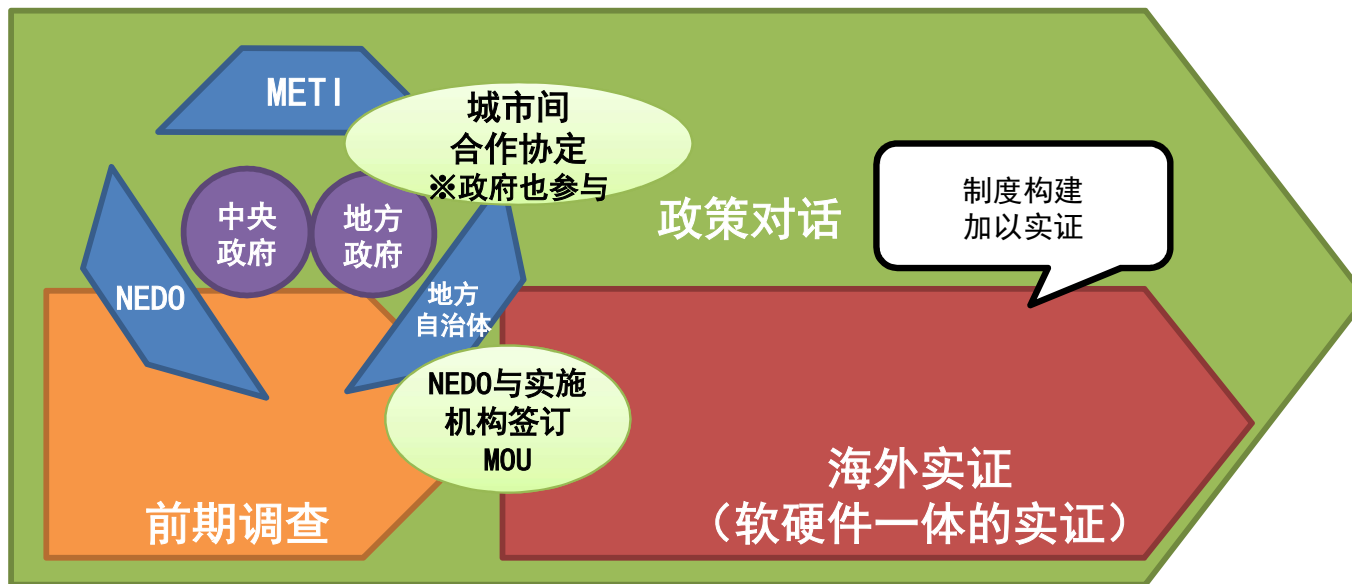 METI
城市间
合作协定
※政府也参与
中央
政府
地方
政府
政策对话
制度构建
加以实证
NEDO
地方
自治体
NEDO与实施
机构签订
MOU
前期调查
海外实证
（软硬件一体的实证）